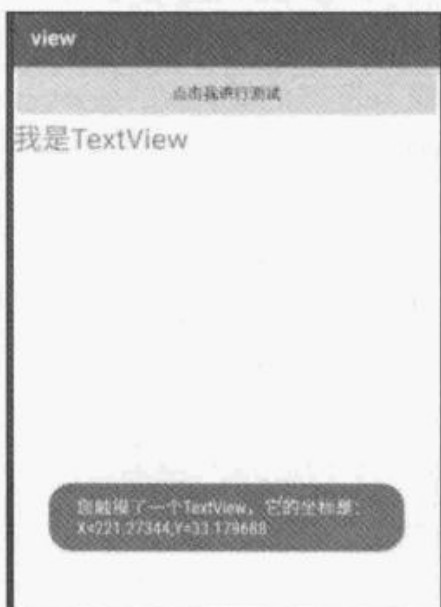 view
点击我进行测试
我是TextView
您触摸了一个TextView，它的坐标是：
X=221.27344,Y=33.179688